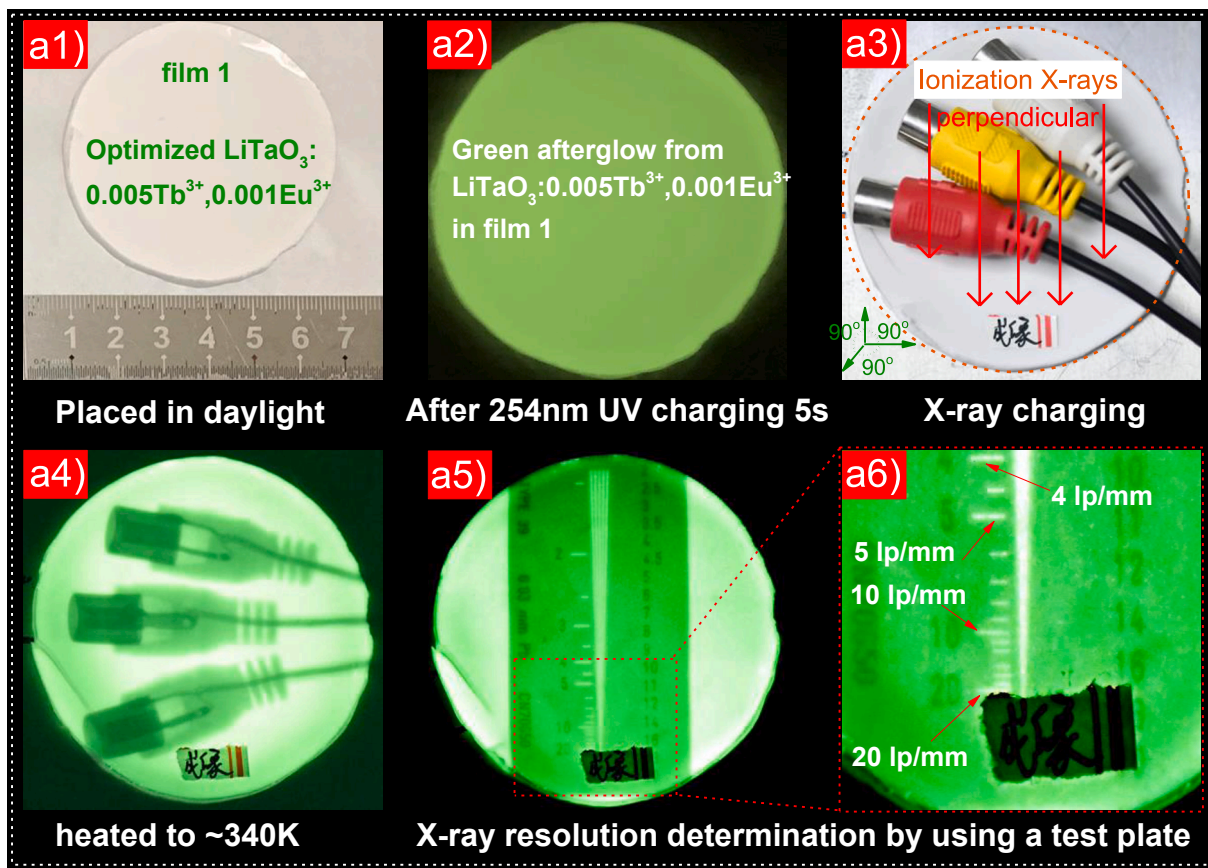 a1)
film 1
Optimized LiTaO₃:
0.005Tb³⁺,0.001Eu³⁺
1 2 3 4 5 6 7
Placed in daylight
a2)
Green afterglow from
LiTaO₃:0.005Tb³⁺,0.001Eu³⁺
in film 1
After 254nm UV charging 5s
a3)
Ionization X-rays
perpendicular
90° 90°
90°
X-ray charging
a4)
heated to ~340K
a5)
2
X-ray resolution determination by using a test plate
a6)
4 lp/mm
5 lp/mm
10 lp/mm
20 lp/mm